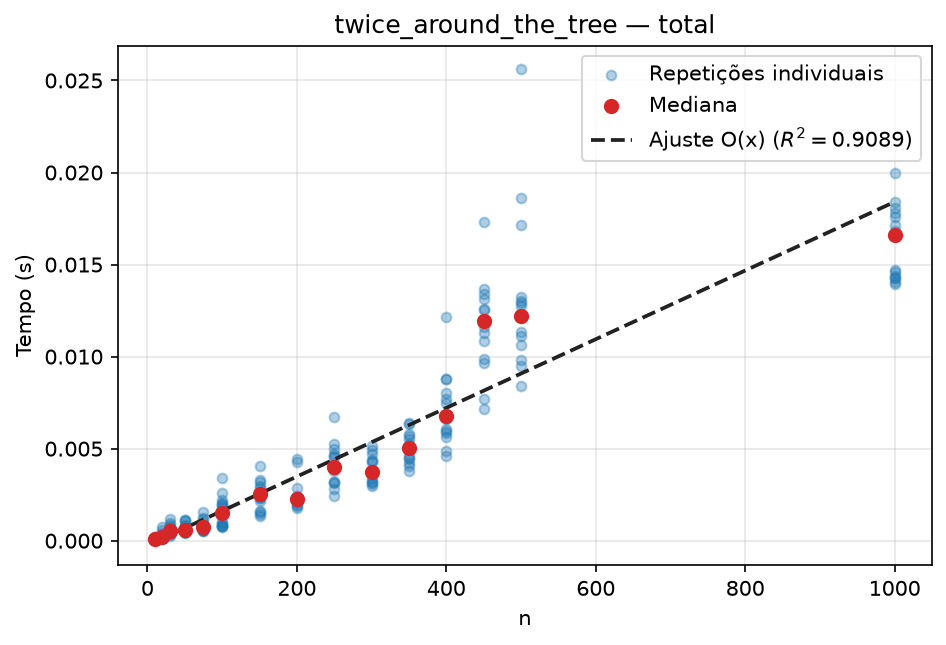 twice_around_the_tree — total
Repetições individuais
Mediana
Ajuste O(x) (R² = 0.9089)
0.025
0.020
0.015
0.010
0.005
0.000
Tempo (s)
0 200 400 600 800 1000
n